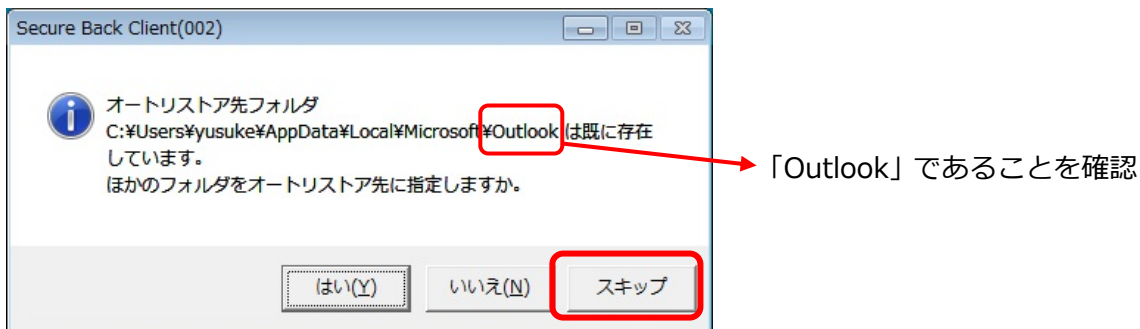 Secure Back Client(002)
オートリストア先フォルダ
C:¥Users¥yusuke¥AppData¥Local¥Microsoft¥Outlook は既に存在
しています。
ほかのフォルダをオートリストア先に指定しますか。
「Outlook」であることを確認
はい(Y) いいえ(N) スキップ